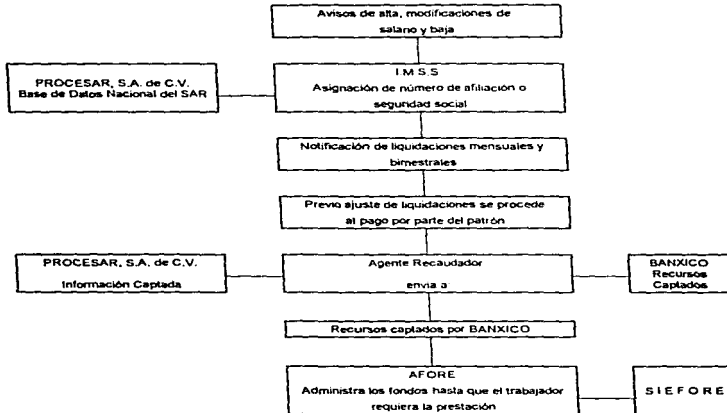 Avisos de alta, modificaciones de
salario y baja
PROCESAR, S.A. de C.V.
Base de Datos Nacional del SAR
I.M.S.S
Asignación de número de afiliación o
seguridad social
Notificación de liquidaciones mensuales y
bimestrales
Previo ajuste de liquidaciones se procede
al pago por parte del patrón
PROCESAR, S.A. de C.V.
Información Captada
Agente Recaudador
envia a
BANXICO
Recursos
Captados
Recursos captados por BANXICO
AFORE
Administra los fondos hasta que el trabajador
requiera la prestación
SIEFORE